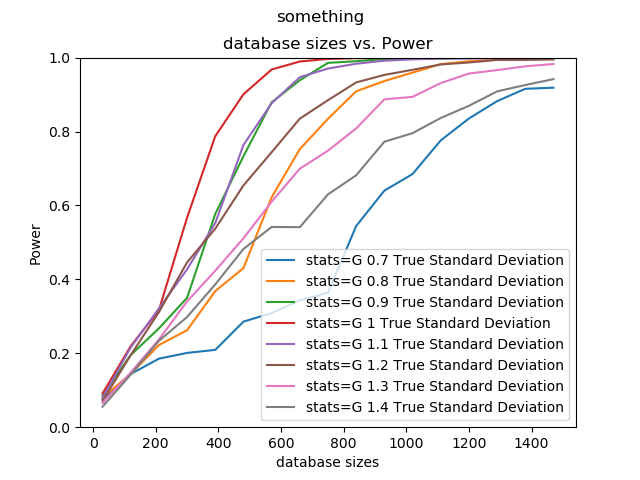 something
database sizes vs. Power
1.0
0.8
0.6
0.4
0.2
0.0
Power
stats=G 0.7 True Standard Deviation
stats=G 0.8 True Standard Deviation
stats=G 0.9 True Standard Deviation
stats=G 1 True Standard Deviation
stats=G 1.1 True Standard Deviation
stats=G 1.2 True Standard Deviation
stats=G 1.3 True Standard Deviation
stats=G 1.4 True Standard Deviation
0 200 400 600 800 1000 1200 1400
database sizes